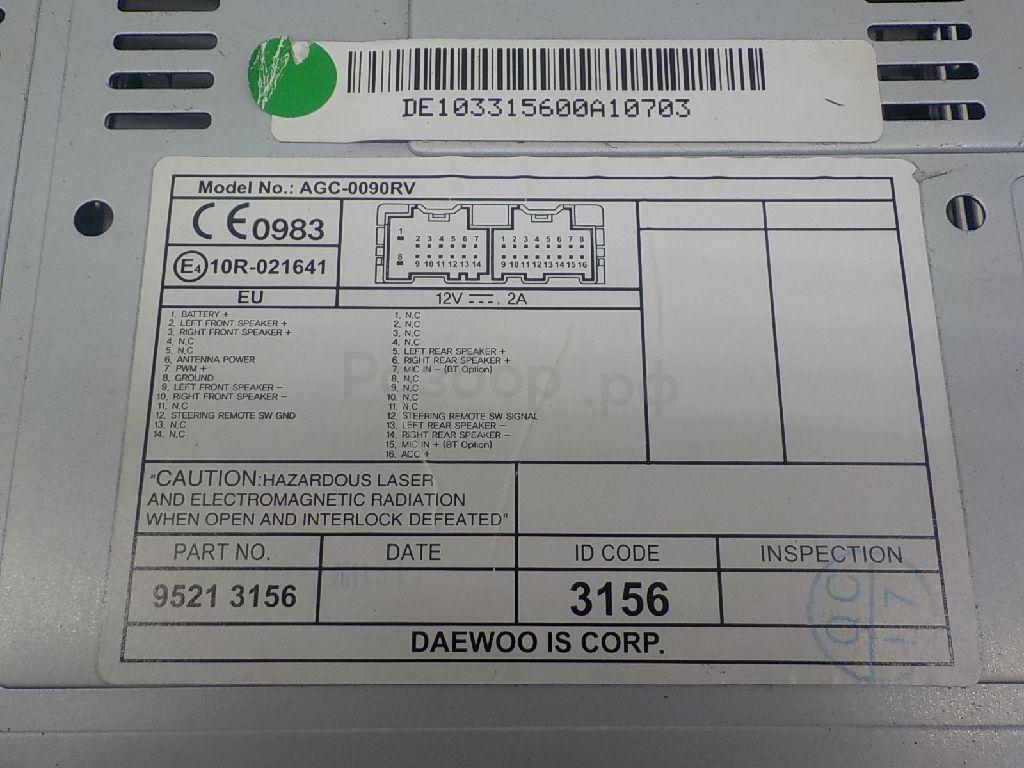 DE103315600A10703
Model No.: AGC-0090RV
CE 0983
E4 10R-021641
1 2 3 4 5 6 7
8 9 10 11 12 13 14
1 2 3 4 5 6 7 8
9 10 11 12 13 14 15 16
EU
12V ⎓, 2A
1, BATTERY +
2, LEFT FRONT SPEAKER +
3, RIGHT FRONT SPEAKER +
4, N,C
5, N,C
6, ANTENNA POWER
7, PWM +
8, GROUND
9, LEFT FRONT SPEAKER −
10, RIGHT FRONT SPEAKER −
11, N,C
12, STEERING REMOTE SW GND
13, N,C
14, N,C
1, N,C
2, N,C
3, N,C
4, N,C
5, LEFT REAR SPEAKER +
6, RIGHT REAR SPEAKER +
7, MIC IN − (BT Option)
8, N,C
9, N,C
10, N,C
11, N,C
12, STEERING REMOTE SW SIGNAL
13, LEFT REAR SPEAKER −
14, RIGHT REAR SPEAKER −
15, MIC IN + (BT Option)
16, ACC +
Разбор.рф
"CAUTION:HAZARDOUS LASER
AND ELECTROMAGNETIC RADIATION
WHEN OPEN AND INTERLOCK DEFEATED"
PART NO. DATE ID CODE INSPECTION
9521 3156 3156
QC
L7
DAEWOO IS CORP.